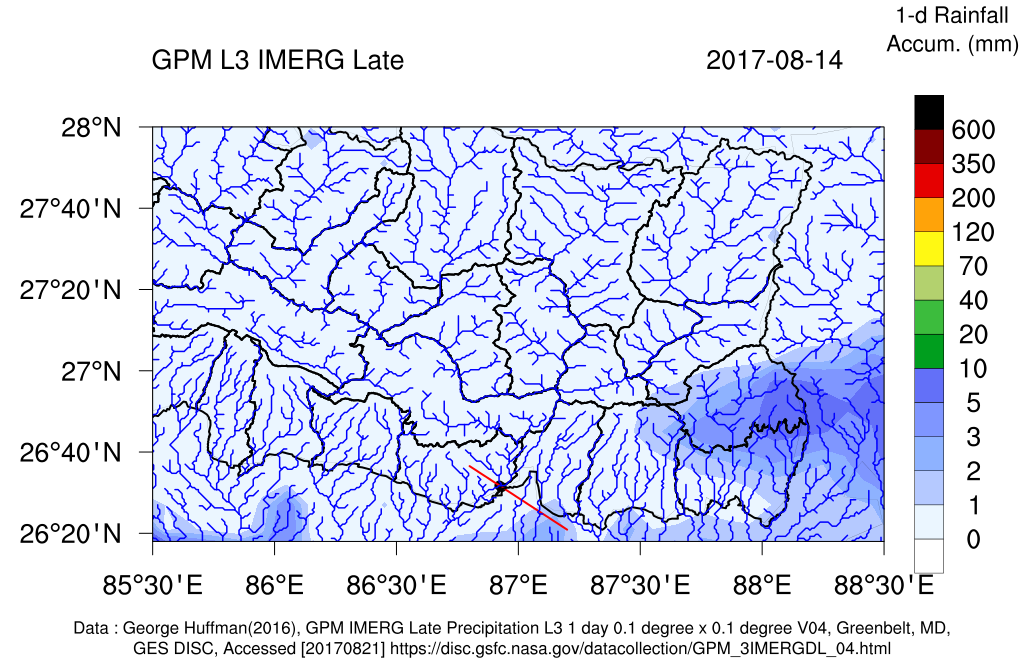 1-d Rainfall
Accum. (mm)
GPM L3 IMERG Late
2017-08-14
28°N
27°40'N
27°20'N
27°N
26°40'N
26°20'N
85°30'E
86°E
86°30'E
87°E
87°30'E
88°E
88°30'E
600
350
200
120
70
40
20
10
5
3
2
1
0
Data : George Huffman(2016), GPM IMERG Late Precipitation L3 1 day 0.1 degree x 0.1 degree V04, Greenbelt, MD,
GES DISC, Accessed [20170821] https://disc.gsfc.nasa.gov/datacollection/GPM_3IMERGDL_04.html